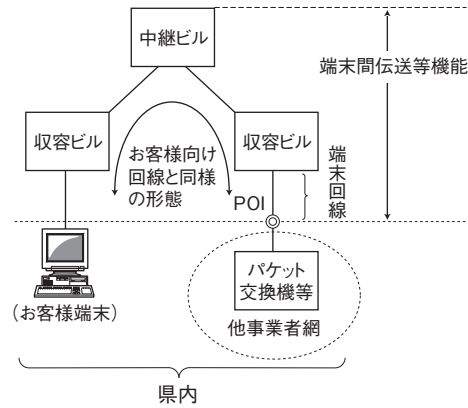 中継ビル
端末間伝送等機能
収容ビル
収容ビル
お客様向け
回線と同様
の形態
端末回線
POI
パケット
交換機等
(お客様端末)
他事業者網
県内